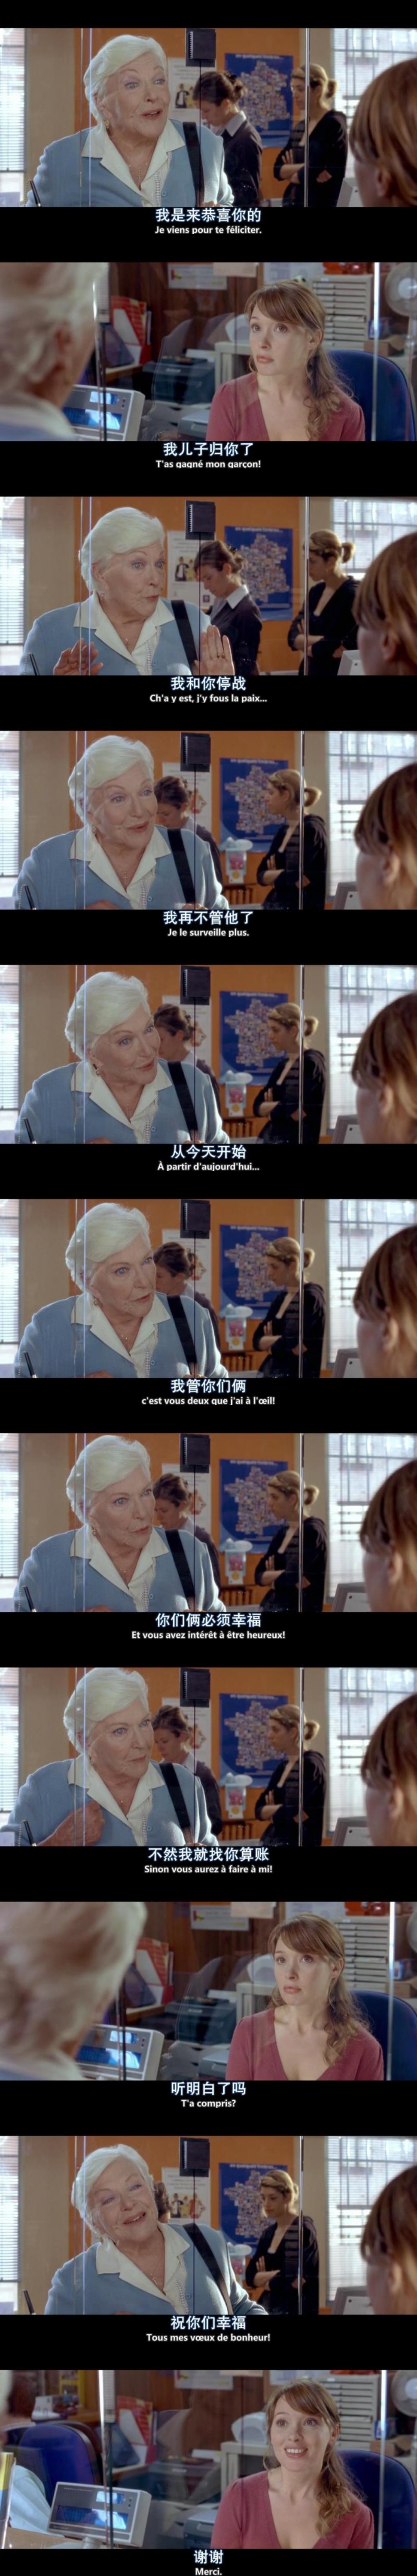 我是来恭喜你的
Je viens pour te féliciter.
我儿子归你了
T'as gagné mon garçon!
我和你停战
Ch'a y est, j'y fous la paix...
我再不管他了
Je le surveille plus.
从今天开始
À partir d'aujourd'hui...
我管你们俩
c'est vous deux que j'ai à l'œil!
你们俩必须幸福
Et vous avez intérêt à être heureux!
不然我就找你算账
Sinon vous aurez à faire à mi!
听明白了吗
T'a compris?
祝你们幸福
Tous mes vœux de bonheur!
谢谢
Merci.